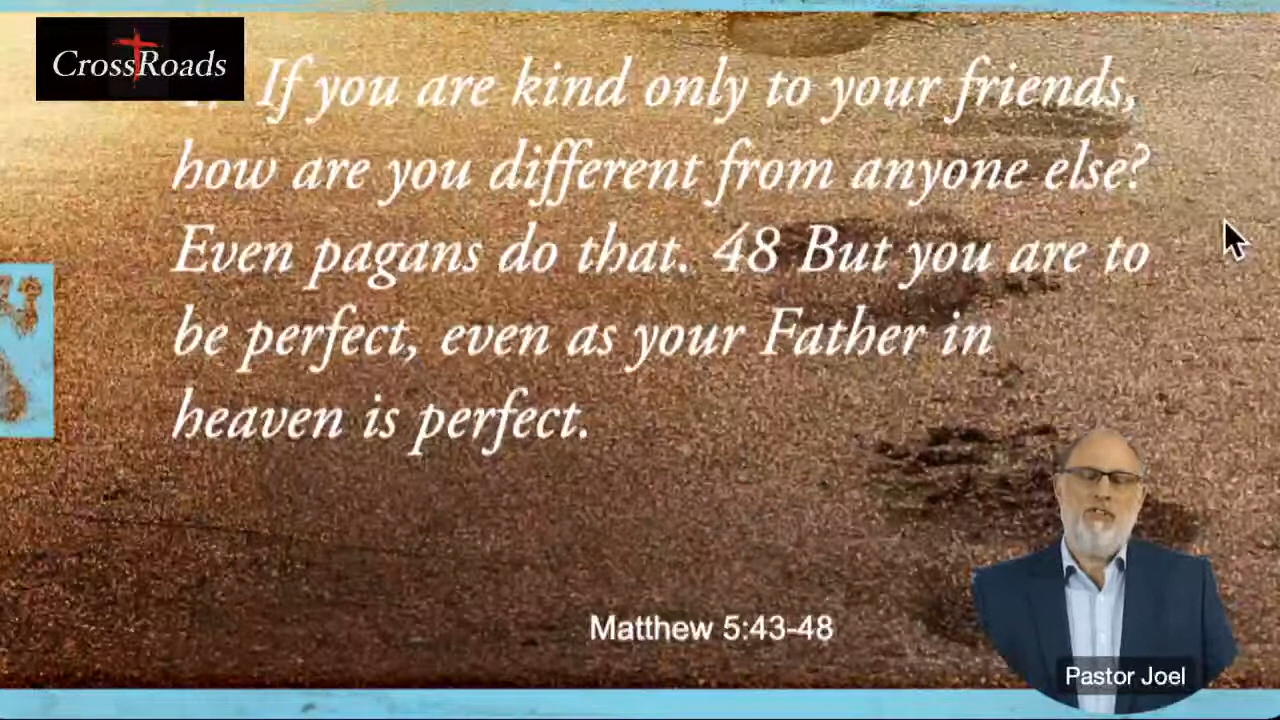 CrossRoads
If you are kind only to your friends,
how are you different from anyone else?
Even pagans do that. 48 But you are to
be perfect, even as your Father in
heaven is perfect.
Matthew 5:43-48
Pastor Joel